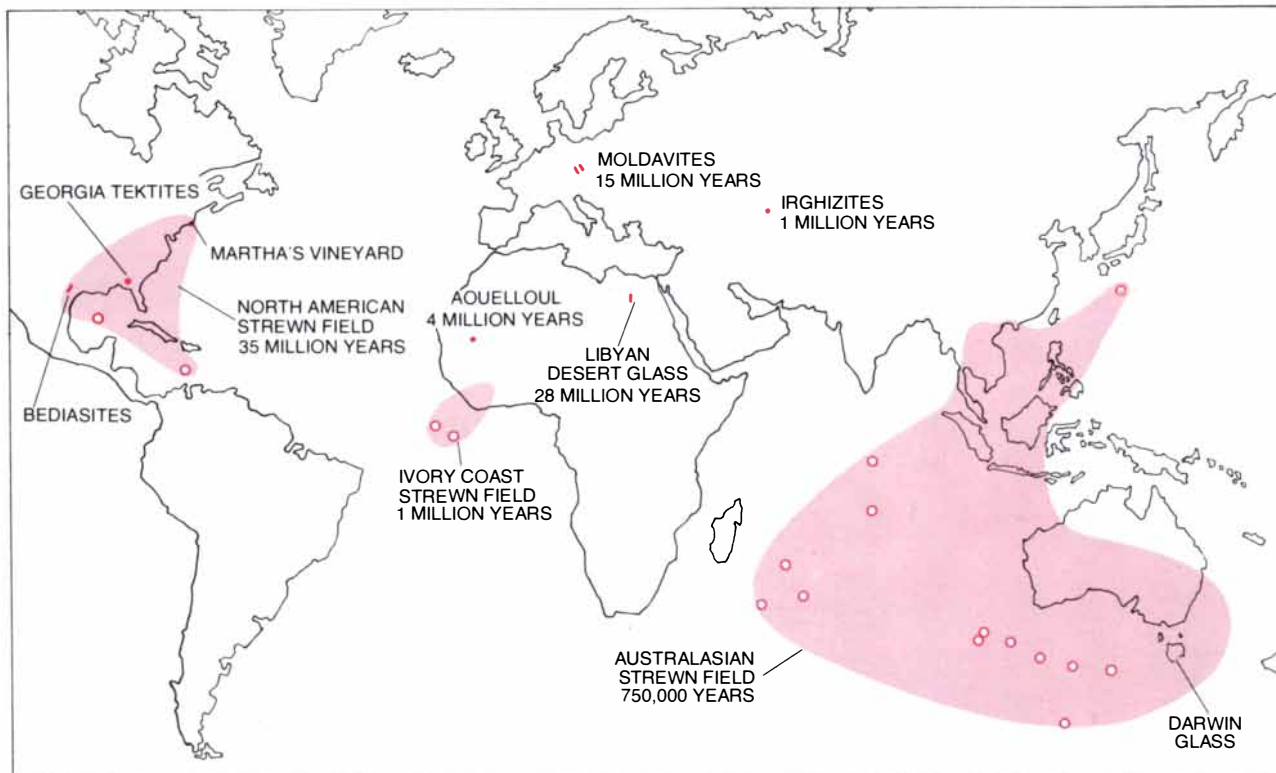 GEORGIA TEKTITES
MARTHA'S VINEYARD
NORTH AMERICAN
STREWN FIELD
35 MILLION YEARS
BEDIASITES
MOLDAVITES
15 MILLION YEARS
IRGHIZITES
1 MILLION YEARS
AOUELLOUL
4 MILLION YEARS
LIBYAN
DESERT GLASS
28 MILLION YEARS
IVORY COAST
STREWN FIELD
1 MILLION YEARS
AUSTRALASIAN
STREWN FIELD
750,000 YEARS
DARWIN
GLASS